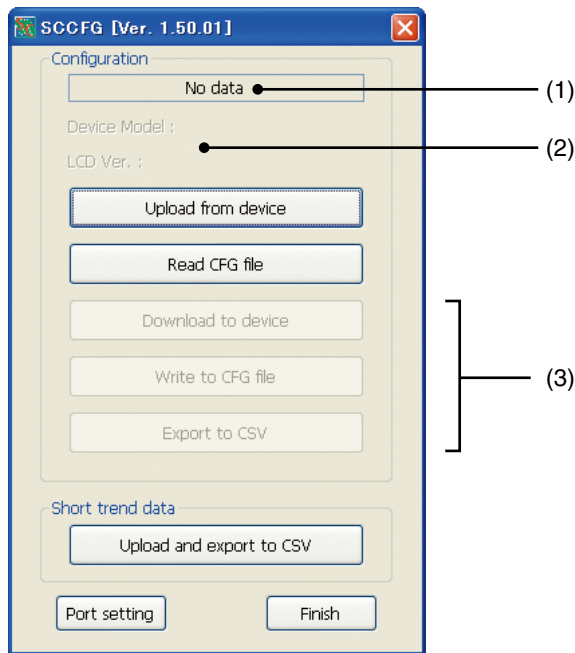 SCCFG [Ver. 1.50.01]
Configuration
No data
(1)
Device Model :
(2)
LCD Ver. :
Upload from device
Read CFG file
Download to device
Write to CFG file
(3)
Export to CSV
Short trend data
Upload and export to CSV
Port setting
Finish